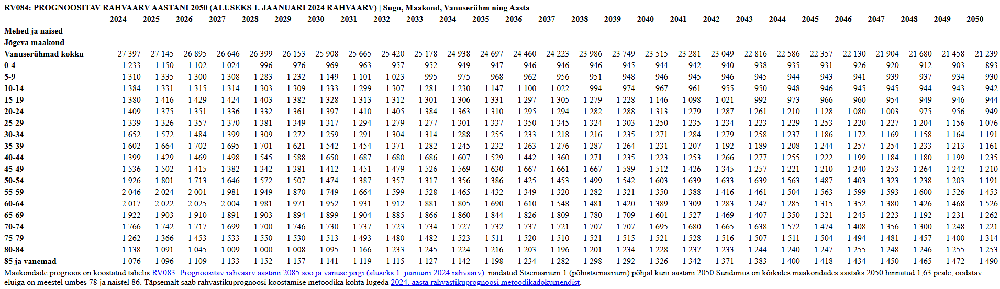 RV084: PROGNOOSITAV RAHVAARV AASTANI 2050 (ALUSEKS 1. JAANUARI 2024 RAHVAARV) | Sugu, Maakond, Vanuserühm ning Aasta
2024 2025 2026 2027 2028 2029 2030 2031 2032 2033 2034 2035 2036 2037 2038 2039 2040 2041 2042 2043 2044 2045 2046 2047 2048 2049 2050
Mehed ja naised
Jõgeva maakond
Vanuserühmad kokku 27 397 27 145 26 895 26 646 26 399 26 153 25 908 25 665 25 420 25 178 24 938 24 697 24 460 24 223 23 986 23 749 23 515 23 281 23 049 22 816 22 586 22 357 22 130 21 904 21 680 21 458 21 239
0-4 1 233 1 150 1 102 1 024 996 976 969 963 957 952 949 947 946 946 946 945 944 942 940 938 935 931 926 920 912 903 893
5-9 1 310 1 335 1 300 1 308 1 283 1 232 1 149 1 101 1 023 995 975 968 962 956 951 948 946 945 946 945 944 943 941 939 937 934 930
10-14 1 384 1 331 1 315 1 314 1 303 1 309 1 333 1 299 1 307 1 281 1 230 1 147 1 100 1 022 994 974 967 961 955 950 948 946 945 945 944 943 942
15-19 1 380 1 416 1 429 1 424 1 403 1 382 1 328 1 313 1 312 1 301 1 306 1 331 1 297 1 305 1 279 1 228 1 146 1 098 1 021 992 973 966 960 954 949 946 944
20-24 1 409 1 375 1 351 1 336 1 332 1 361 1 397 1 410 1 405 1 384 1 363 1 310 1 295 1 294 1 282 1 288 1 313 1 279 1 287 1 261 1 210 1 128 1 080 1 003 975 956 949
25-29 1 339 1 326 1 357 1 370 1 381 1 349 1 317 1 294 1 279 1 277 1 301 1 337 1 350 1 345 1 324 1 303 1 250 1 235 1 234 1 223 1 229 1 253 1 220 1 227 1 204 1 156 1 076
30-34 1 652 1 572 1 484 1 399 1 309 1 272 1 259 1 291 1 304 1 314 1 288 1 255 1 233 1 218 1 216 1 235 1 271 1 284 1 279 1 258 1 237 1 186 1 172 1 169 1 158 1 164 1 191
35-39 1 602 1 664 1 702 1 695 1 701 1 621 1 542 1 454 1 371 1 282 1 245 1 232 1 263 1 276 1 287 1 264 1 231 1 207 1 192 1 189 1 208 1 244 1 257 1 254 1 233 1 213 1 161
40-44 1 399 1 429 1 469 1 498 1 545 1 588 1 650 1 687 1 680 1 686 1 607 1 529 1 442 1 360 1 271 1 235 1 223 1 253 1 266 1 277 1 255 1 222 1 199 1 184 1 180 1 199 1 235
45-49 1 536 1 502 1 415 1 382 1 342 1 381 1 412 1 451 1 479 1 526 1 569 1 630 1 667 1 661 1 667 1 589 1 512 1 426 1 345 1 257 1 221 1 210 1 240 1 253 1 264 1 242 1 210
50-54 1 926 1 801 1 713 1 646 1 572 1 507 1 474 1 387 1 357 1 317 1 356 1 386 1 425 1 453 1 499 1 542 1 603 1 639 1 633 1 639 1 563 1 487 1 403 1 323 1 238 1 203 1 191
55-59 2 046 2 024 2 001 1 981 1 949 1 870 1 749 1 664 1 599 1 528 1 465 1 432 1 349 1 320 1 282 1 321 1 350 1 388 1 416 1 461 1 504 1 563 1 599 1 593 1 600 1 526 1 453
60-64 2 017 2 022 2 025 2 004 1 981 1 971 1 952 1 931 1 912 1 881 1 805 1 690 1 610 1 548 1 481 1 420 1 389 1 309 1 283 1 247 1 285 1 315 1 352 1 380 1 426 1 468 1 526
65-69 1 922 1 903 1 910 1 891 1 903 1 894 1 899 1 904 1 885 1 866 1 860 1 844 1 826 1 809 1 780 1 709 1 601 1 527 1 469 1 407 1 350 1 321 1 245 1 223 1 192 1 231 1 262
70-74 1 766 1 742 1 717 1 699 1 700 1 746 1 730 1 737 1 723 1 734 1 727 1 732 1 737 1 721 1 707 1 707 1 695 1 680 1 665 1 638 1 572 1 474 1 408 1 356 1 300 1 248 1 221
75-79 1 262 1 366 1 453 1 533 1 550 1 530 1 513 1 493 1 480 1 482 1 523 1 511 1 520 1 510 1 521 1 515 1 521 1 528 1 516 1 507 1 511 1 504 1 494 1 481 1 457 1 400 1 314
80-84 1 138 1 091 1 045 1 009 1 000 1 008 1 095 1 166 1 233 1 245 1 224 1 216 1 203 1 196 1 201 1 234 1 228 1 237 1 233 1 244 1 240 1 247 1 255 1 248 1 246 1 255 1 253
85 ja vanemad 1 076 1 096 1 109 1 133 1 152 1 157 1 141 1 119 1 115 1 127 1 142 1 198 1 234 1 282 1 298 1 292 1 326 1 342 1 371 1 383 1 400 1 418 1 434 1 450 1 465 1 472 1 490
Maakondade prognoos on koostatud tabelis RV083: Prognoositav rahvaarv aastani 2085 soo ja vanuse järgi (aluseks 1. jaanuari 2024 rahvaarv). näidatud Stsenaarium 1 (põhistsenaarium) põhjal kuni aastani 2050.Sündimus on kõikides maakondades aastaks 2050 hinnatud 1,63 peale, oodatav
eluiga on meestel umbes 78 ja naistel 86. Täpsemalt saab rahvastikuprognoosi koostamise metoodika kohta lugeda 2024. aasta rahvastikuprognoosi metoodikadokumendist.